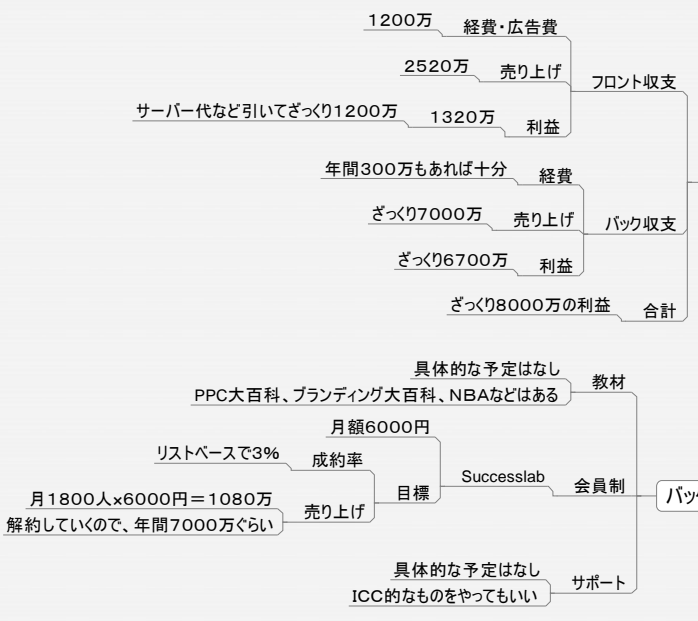 1200万
経費・広告費
2520万
売り上げ
フロント収支
サーバー代など引いてざっくり1200万
1320万
利益
年間300万もあれば十分
経費
ざっくり7000万
売り上げ
バック収支
ざっくり6700万
利益
ざっくり8000万の利益
合計
具体的な予定はなし
教材
PPC大百科、ブランディング大百科、NBAなどはある
月額6000円
リストベースで3%
成約率
Successlab
会員制
目標
月1800人×6000円=1080万
売り上げ
解約していくので、年間7000万ぐらい
バック
具体的な予定はなし
サポート
ICC的なものをやってもいい